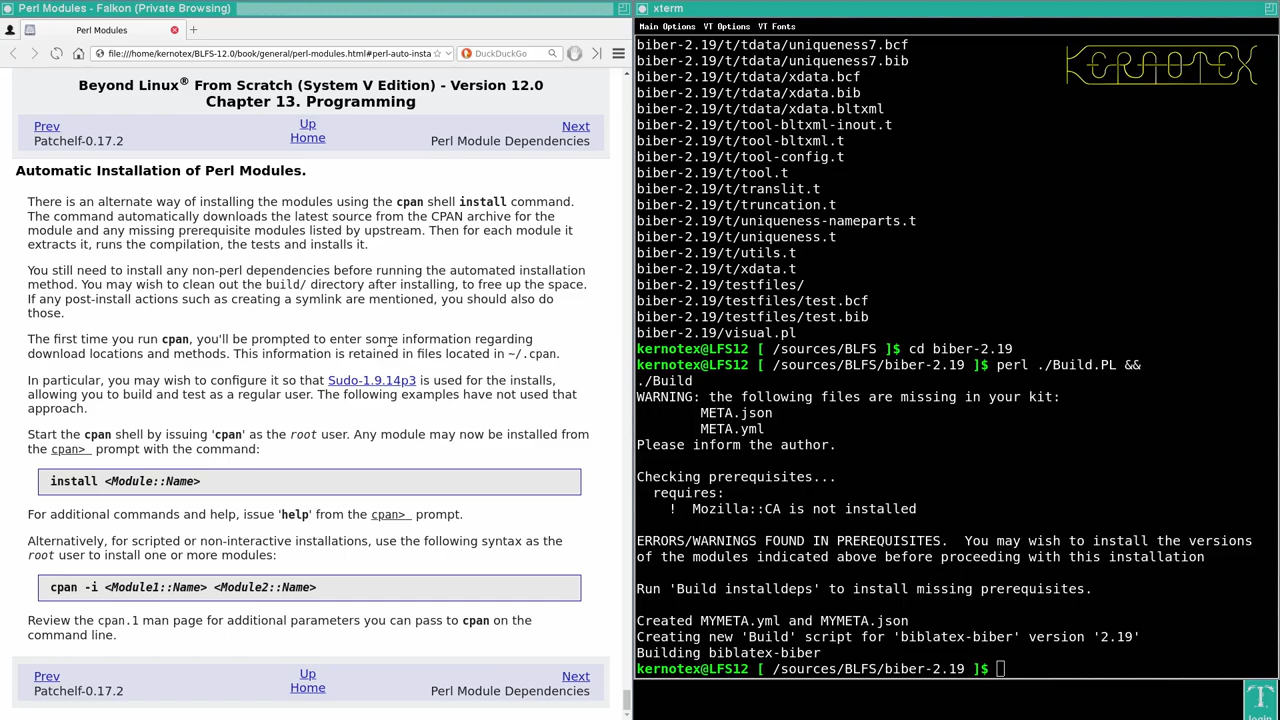 Perl Modules - Falkon (Private Browsing)
Perl Modules
file:///home/kernotex/BLFS-12.0/book/general/perl-modules.html#perl-auto-insta
DuckDuckGo
Beyond Linux® From Scratch (System V Edition) - Version 12.0
Chapter 13. Programming
Prev
Up
Next
Patchelf-0.17.2
Home
Perl Module Dependencies
Automatic Installation of Perl Modules.
There is an alternate way of installing the modules using the cpan shell install command.
The command automatically downloads the latest source from the CPAN archive for the
module and any missing prerequisite modules listed by upstream. Then for each module it
extracts it, runs the compilation, the tests and installs it.
You still need to install any non-perl dependencies before running the automated installation
method. You may wish to clean out the build/ directory after installing, to free up the space.
If any post-install actions such as creating a symlink are mentioned, you should also do
those.
The first time you run cpan, you'll be prompted to enter some information regarding
download locations and methods. This information is retained in files located in ~/.cpan.
In particular, you may wish to configure it so that Sudo-1.9.14p3 is used for the installs,
allowing you to build and test as a regular user. The following examples have not used that
approach.
Start the cpan shell by issuing 'cpan' as the root user. Any module may now be installed from
the cpan> prompt with the command:
install <Module::Name>
For additional commands and help, issue 'help' from the cpan> prompt.
Alternatively, for scripted or non-interactive installations, use the following syntax as the
root user to install one or more modules:
cpan -i <Module1::Name> <Module2::Name>
Review the cpan.1 man page for additional parameters you can pass to cpan on the
command line.
Prev
Up
Next
Patchelf-0.17.2
Home
Perl Module Dependencies
xterm
Main Options VT Options VT Fonts
KERNOTEX
biber-2.19/t/tdata/uniqueness7.bcf
biber-2.19/t/tdata/uniqueness7.bib
biber-2.19/t/tdata/xdata.bcf
biber-2.19/t/tdata/xdata.bib
biber-2.19/t/tdata/xdata.bltxml
biber-2.19/t/tool-bltxml-inout.t
biber-2.19/t/tool-bltxml.t
biber-2.19/t/tool-config.t
biber-2.19/t/tool.t
biber-2.19/t/translit.t
biber-2.19/t/truncation.t
biber-2.19/t/uniqueness-nameparts.t
biber-2.19/t/uniqueness.t
biber-2.19/t/utils.t
biber-2.19/t/xdata.t
biber-2.19/testfiles/
biber-2.19/testfiles/test.bcf
biber-2.19/testfiles/test.bib
biber-2.19/visual.pl
kernotex@LFS12 [ /sources/BLFS ]$ cd biber-2.19
kernotex@LFS12 [ /sources/BLFS/biber-2.19 ]$ perl ./Build.PL &&
./Build
WARNING: the following files are missing in your kit:
META.json
META.yml
Please inform the author.
Checking prerequisites...
requires:
! Mozilla::CA is not installed
ERRORS/WARNINGS FOUND IN PREREQUISITES. You may wish to install the versions
of the modules indicated above before proceeding with this installation
Run 'Build installdeps' to install missing prerequisites.
Created MYMETA.yml and MYMETA.json
Creating new 'Build' script for 'biblatex-biber' version '2.19'
Building biblatex-biber
kernotex@LFS12 [ /sources/BLFS/biber-2.19 ]$
login